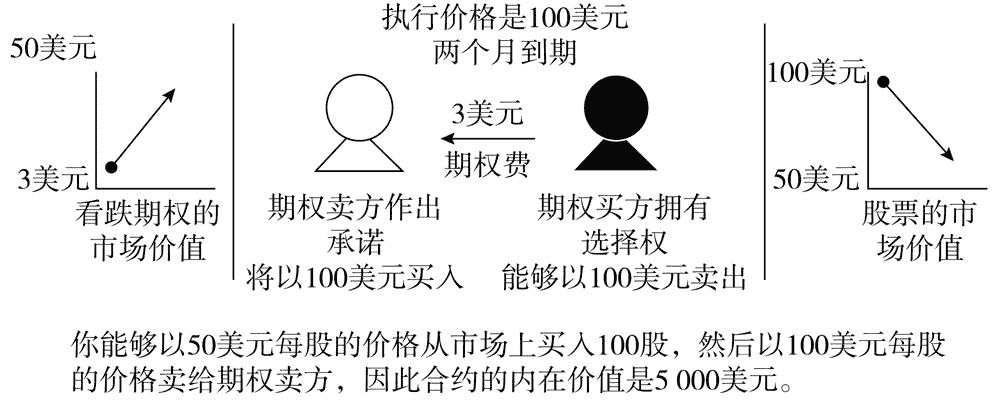 执行价格是100美元
两个月到期
50美元
3美元
看跌期权的
市场价值
3美元
期权费
期权卖方作出
承诺
将以100美元买入
期权买方拥有
选择权
能够以100美元卖出
100美元
50美元
股票的市
场价值
你能够以50美元每股的价格从市场上买入100股，然后以100美元每股
的价格卖给期权卖方，因此合约的内在价值是5 000美元。